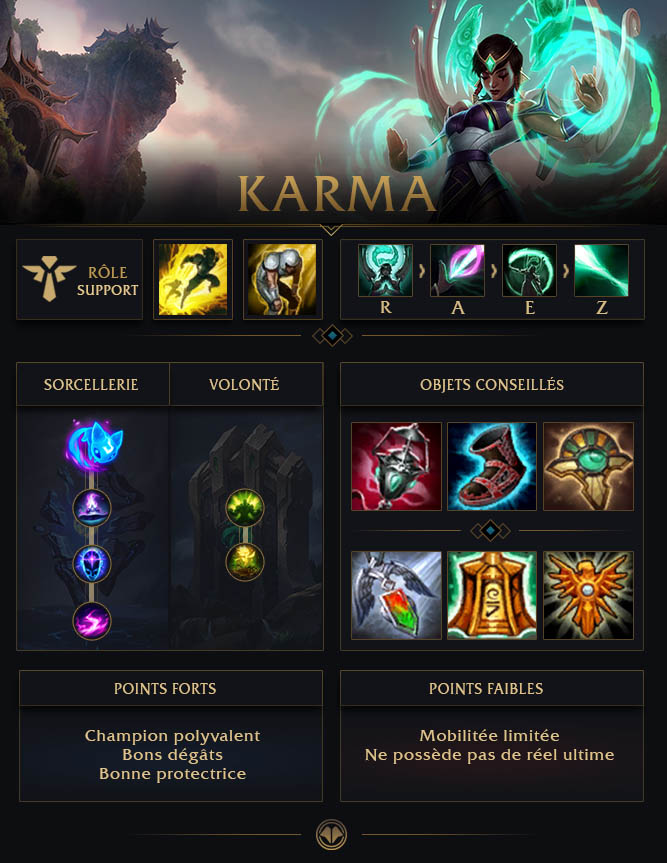 KARMA
RÔLE
SUPPORT
R A E Z
SORCELLERIE
VOLONTÉ
OBJETS CONSEILLÉS
POINTS FORTS
Champion polyvalent
Bons dégâts
Bonne protectrice
POINTS FAIBLES
Mobilitée limitée
Ne possède pas de réel ultime